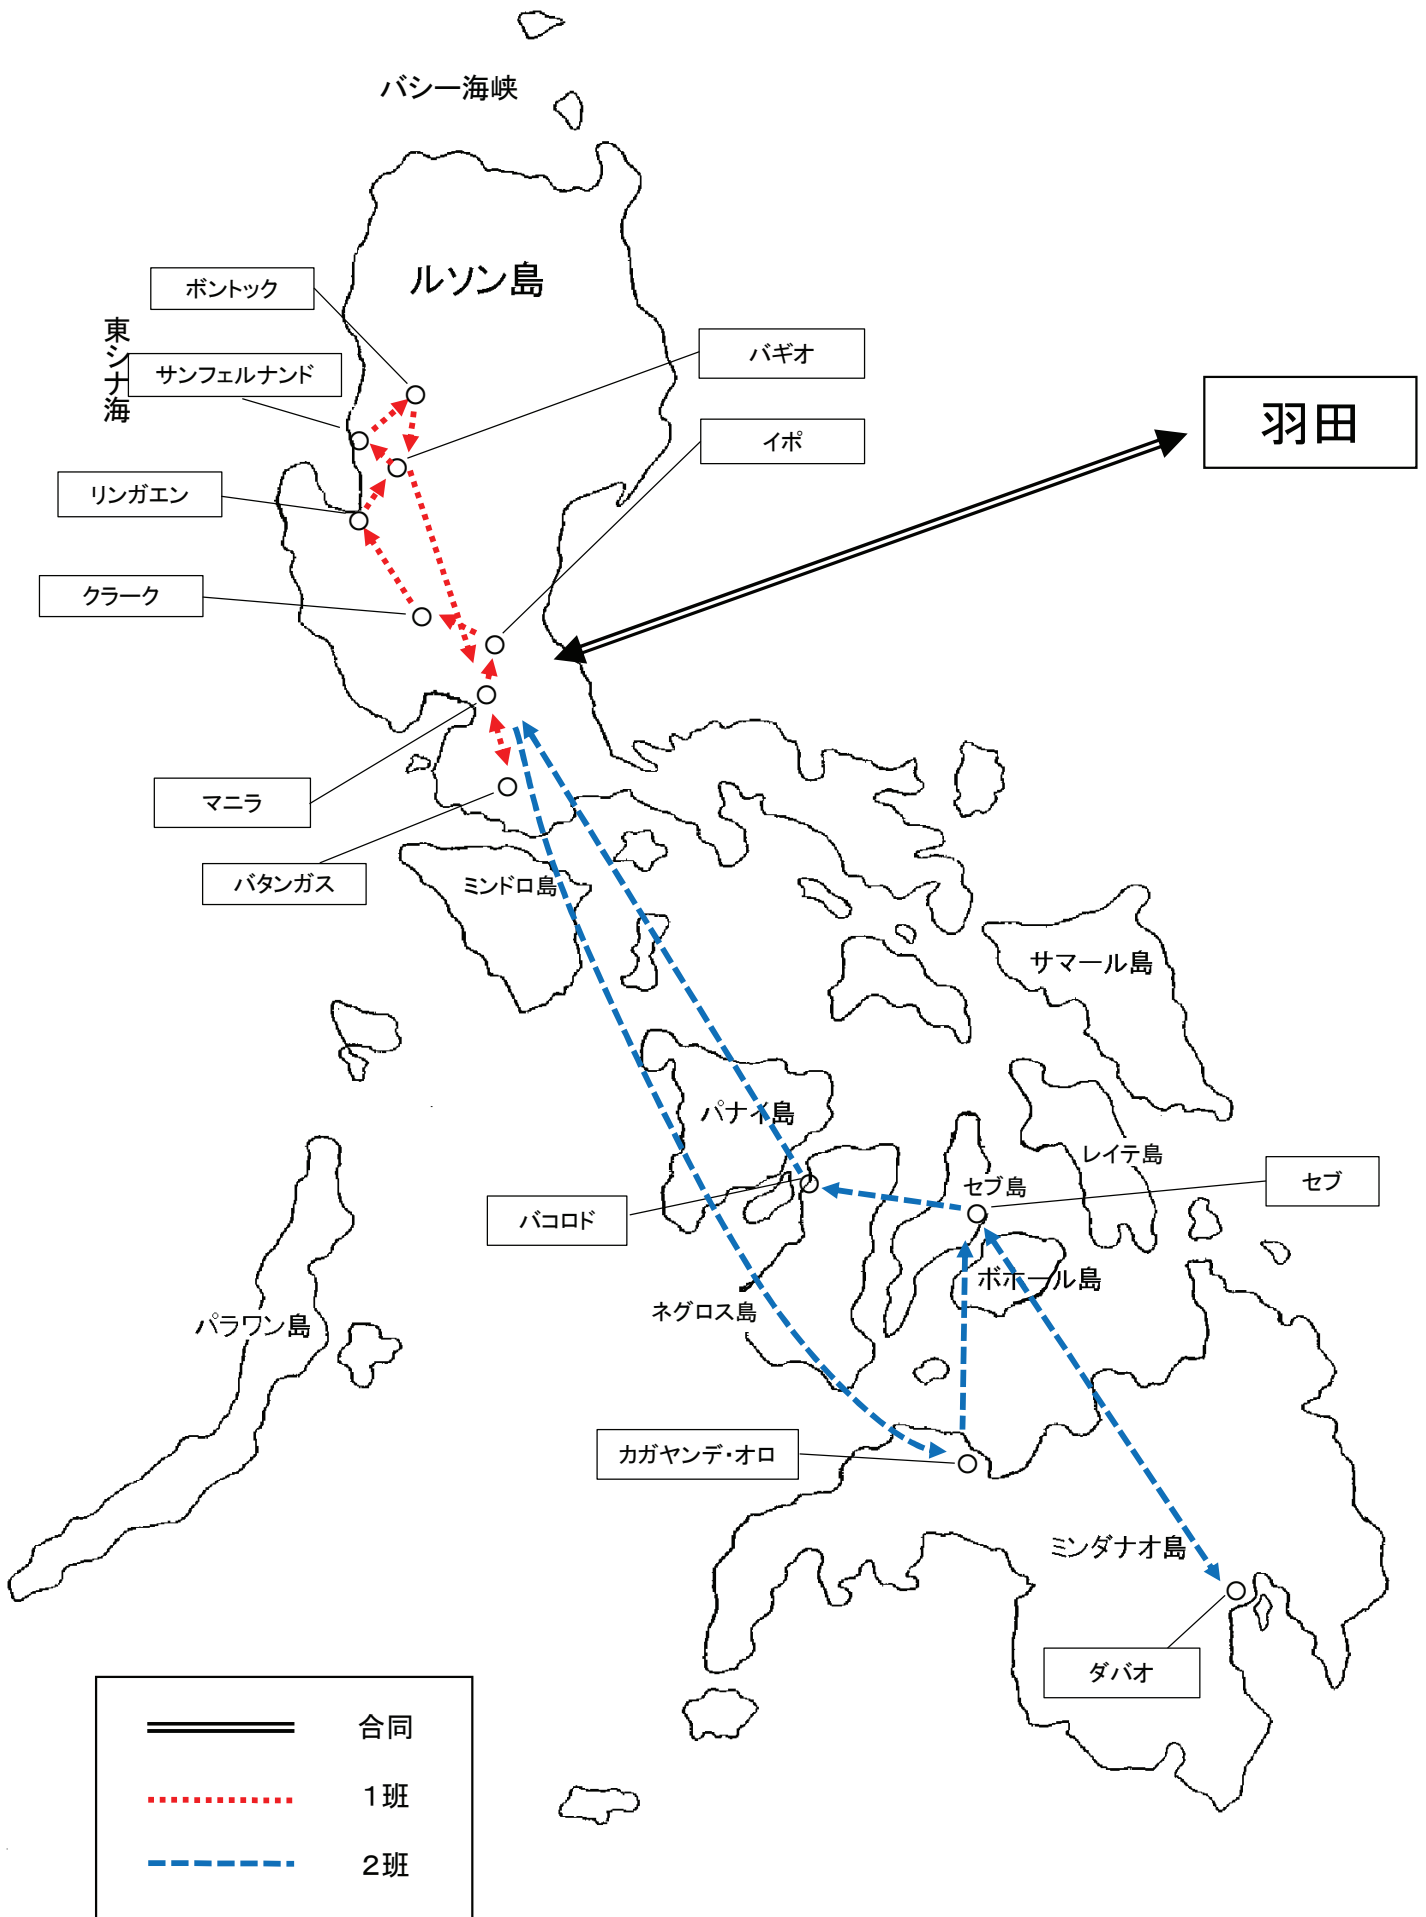 バシー海峡
ルソン島
ボントック
東シナ海
サンフェルナンド
バギオ
羽田
イポ
リンガエン
クラーク
マニラ
バタンガス
ミンドロ島
サマール島
パナイ島
レイテ島
セブ島
セブ
バコロド
ボホール島
ネグロス島
パラワン島
カガヤンデ・オロ
ミンダナオ島
ダバオ
合同
1班
2班